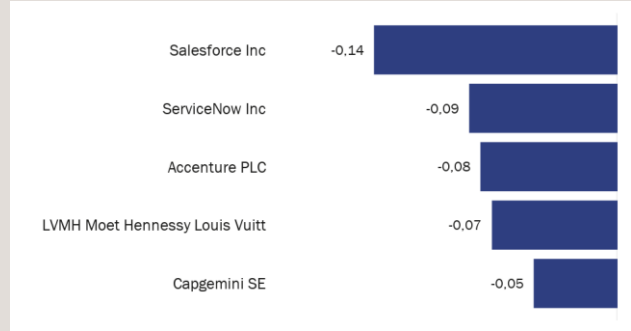 Salesforce Inc -0,14
ServiceNow Inc -0,09
Accenture PLC -0,08
LVMH Moet Hennessy Louis Vuitt -0,07
Capgemini SE -0,05